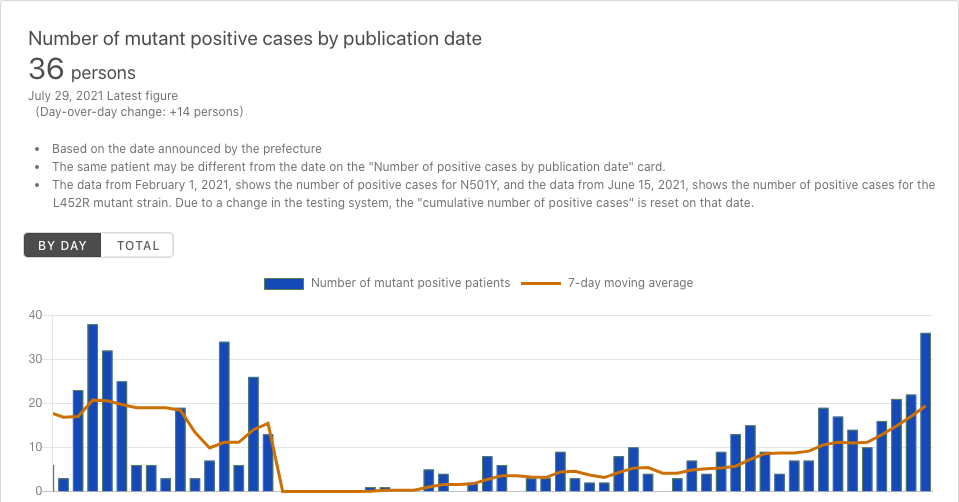 Number of mutant positive cases by publication date
36 persons
July 29, 2021 Latest figure
(Day-over-day change: +14 persons)
• Based on the date announced by the prefecture
• The same patient may be different from the date on the "Number of positive cases by publication date" card.
• The data from February 1, 2021, shows the number of positive cases for N501Y, and the data from June 15, 2021, shows the number of positive cases for the
L452R mutant strain. Due to a change in the testing system, the "cumulative number of positive cases" is reset on that date.
BY DAY TOTAL
Number of mutant positive patients 7-day moving average
40
30
20
10
0